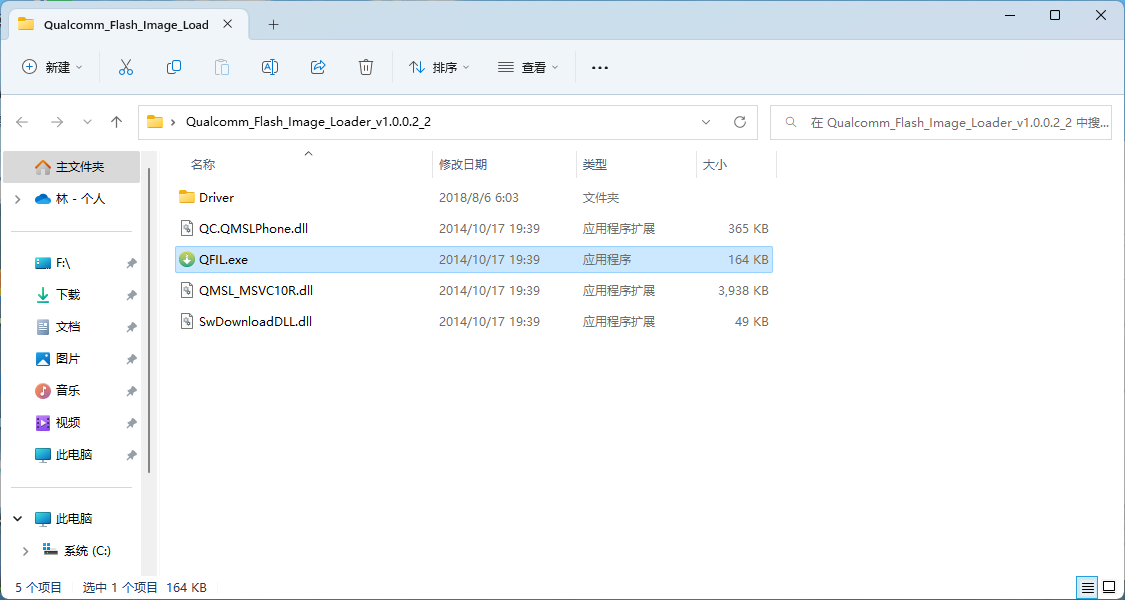 Qualcomm_Flash_Image_Load
新建
排序
查看
Qualcomm_Flash_Image_Loader_v1.0.0.2_2
在 Qualcomm_Flash_Image_Loader_v1.0.0.2_2 中搜...
主文件夹
林 - 个人
F:\
下载
文档
图片
音乐
视频
此电脑
此电脑
系统 (C:)
名称 修改日期 类型 大小
Driver 2018/8/6 6:03 文件夹
QC.QMSLPhone.dll 2014/10/17 19:39 应用程序扩展 365 KB
QFIL.exe 2014/10/17 19:39 应用程序 164 KB
QMSL_MSVC10R.dll 2014/10/17 19:39 应用程序扩展 3,938 KB
SwDownloadDLL.dll 2014/10/17 19:39 应用程序扩展 49 KB
5 个项目 选中 1 个项目 164 KB